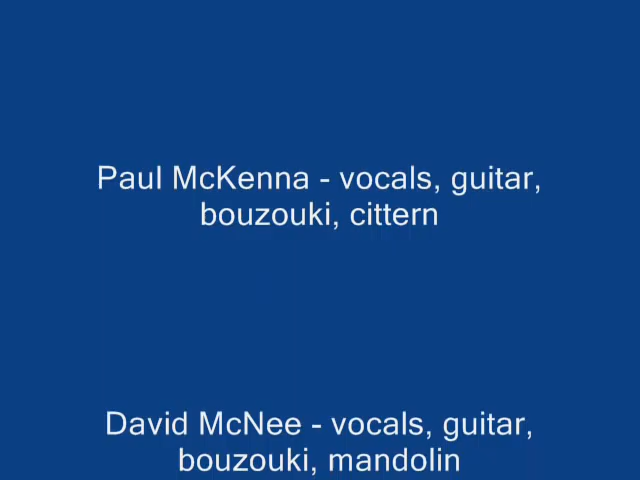 Paul McKenna - vocals, guitar,
bouzouki, cittern
David McNee - vocals, guitar,
bouzouki, mandolin